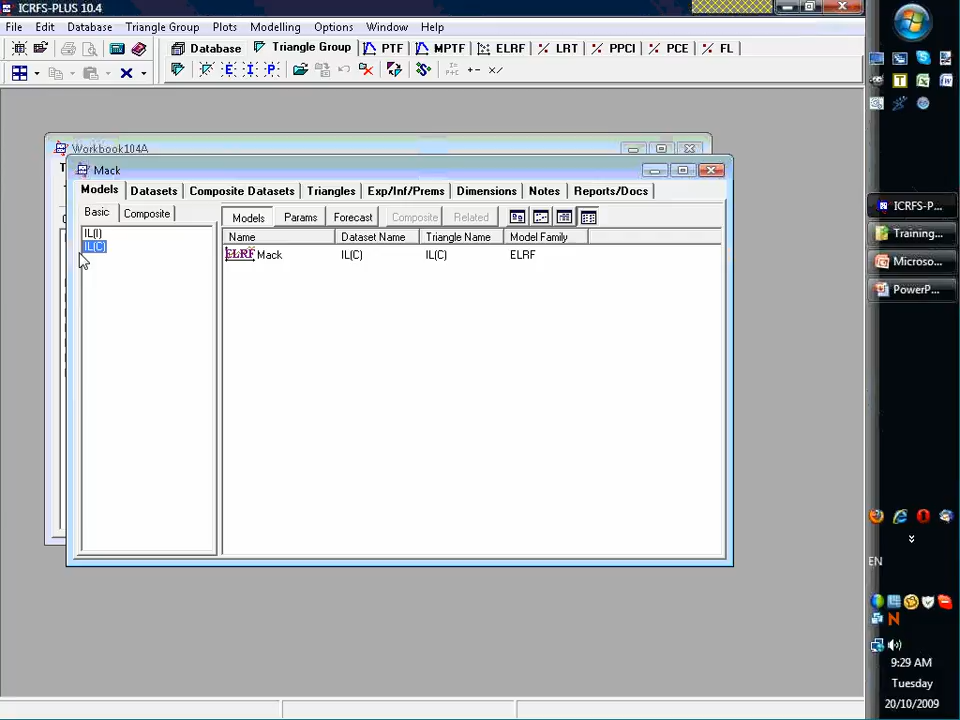 ICRFS-PLUS 10.4
File Edit Database Triangle Group Plots Modelling Options Window Help
Database Triangle Group PTF MPTF ELRF LRT PPCI PCE FL
Workbook104A
Mack
Models Datasets Composite Datasets Triangles Exp/Inf/Prems Dimensions Notes Reports/Docs
Basic Composite
Models Params Forecast Composite Related
IL(I)
IL(C)
Name Dataset Name Triangle Name Model Family
ELRF Mack IL(C) IL(C) ELRF
ICRFS-P...
Training...
Microso...
PowerP...
EN
9:29 AM
Tuesday
20/10/2009